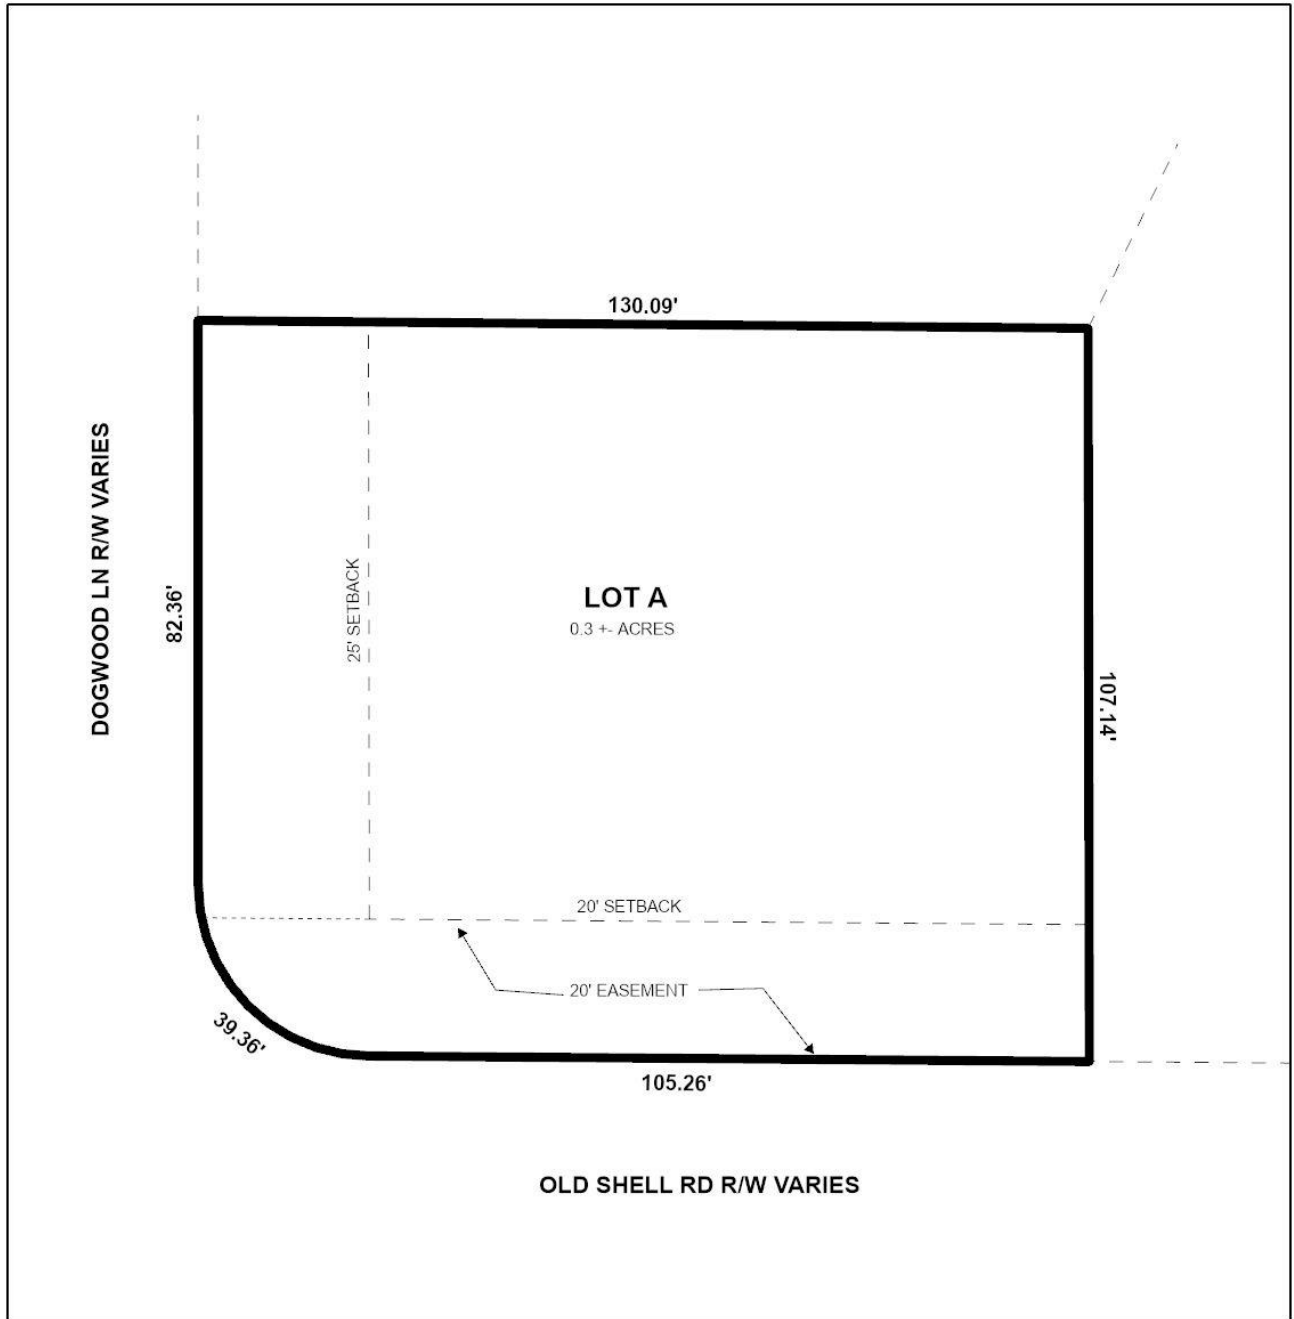 130.09'
DOGWOOD LN R/W VARIES
82.36'
25' SETBACK
LOT A
0.3 +- ACRES
107.14'
20' SETBACK
20' EASEMENT
39.36'
105.26'
OLD SHELL RD R/W VARIES